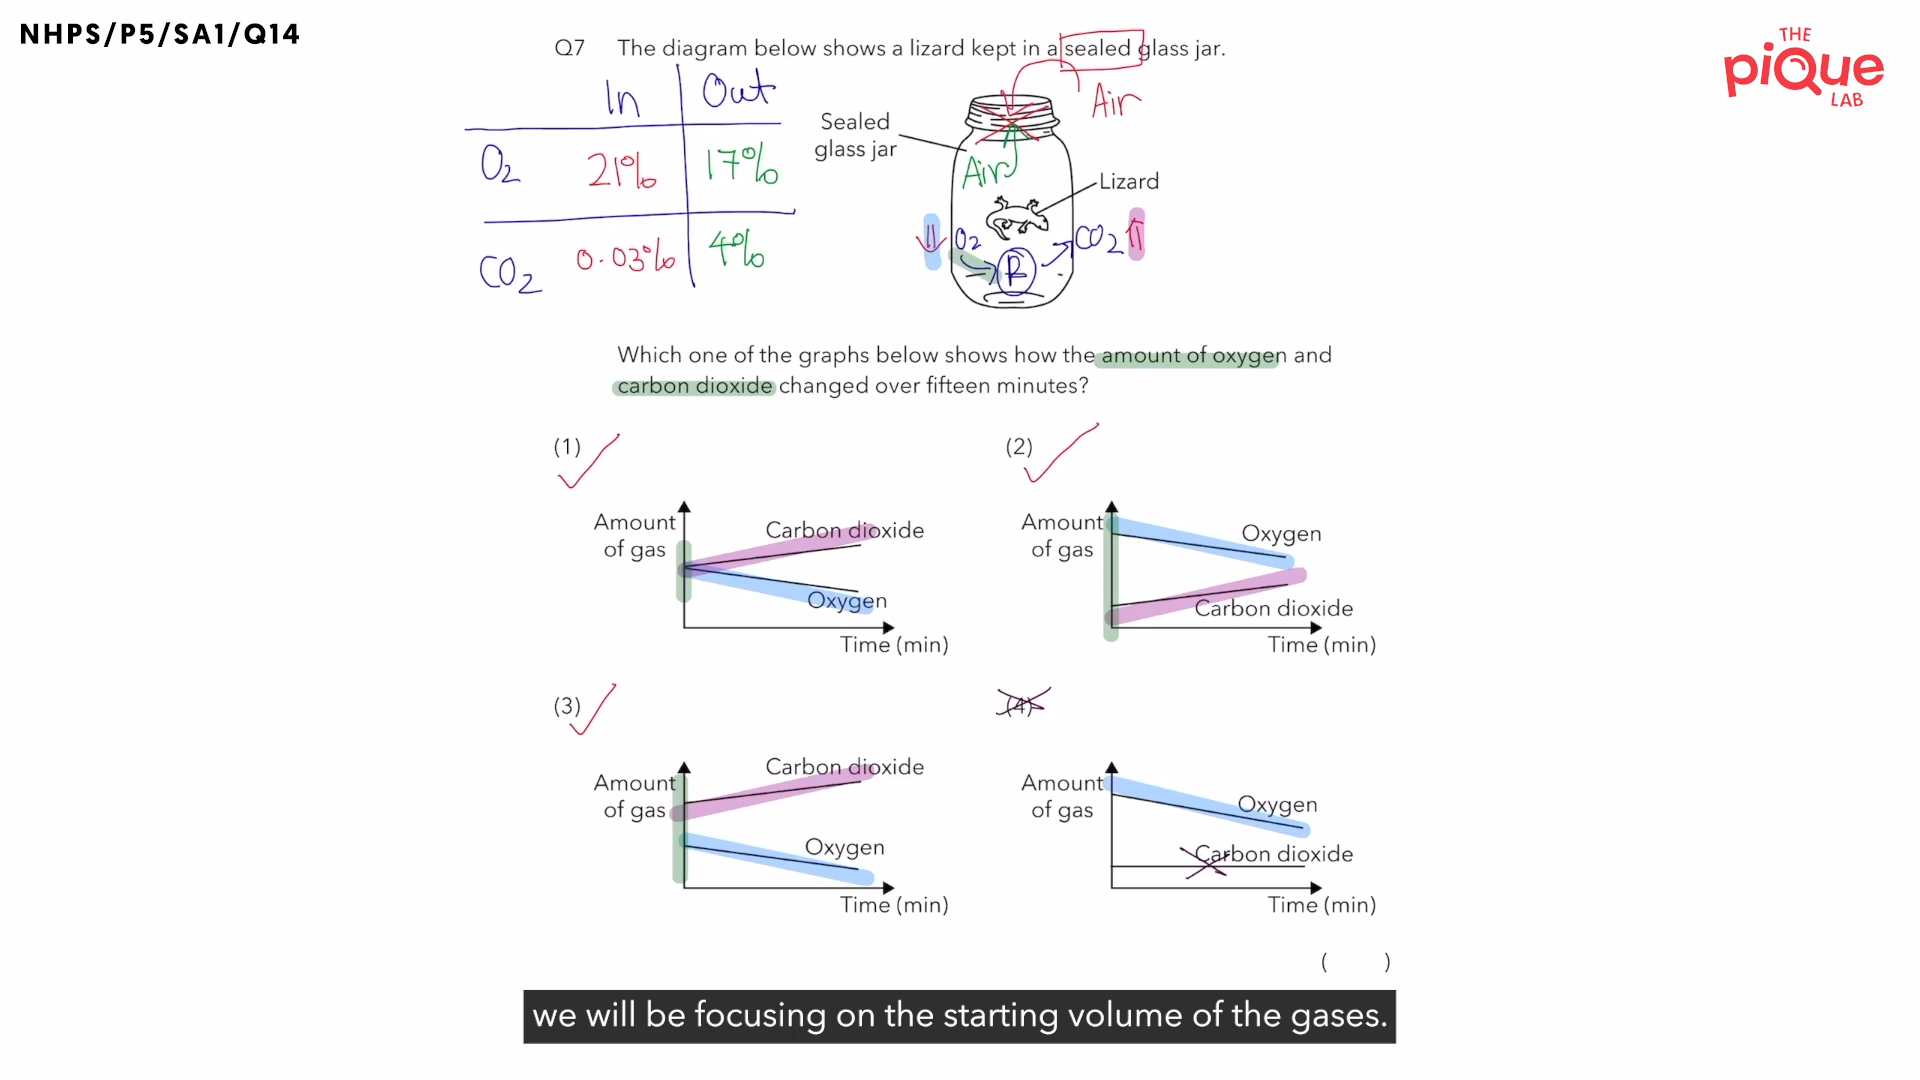 NHPS/P5/SA1/Q14
THE
piQue
LAB
Q7 The diagram below shows a lizard kept in a sealed glass jar.
In Out
O2 21% 17%
CO2 0.03% 4%
Air
Sealed
glass jar
Air
Lizard
O2 R CO2
Which one of the graphs below shows how the amount of oxygen and
carbon dioxide changed over fifteen minutes?
(1)
Amount
of gas
Carbon dioxide
Oxygen
Time (min)
(2)
Amount
of gas
Oxygen
Carbon dioxide
Time (min)
(3)
Amount
of gas
Carbon dioxide
Oxygen
Time (min)
(4)
Amount
of gas
Oxygen
Carbon dioxide
Time (min)
( )
we will be focusing on the starting volume of the gases.